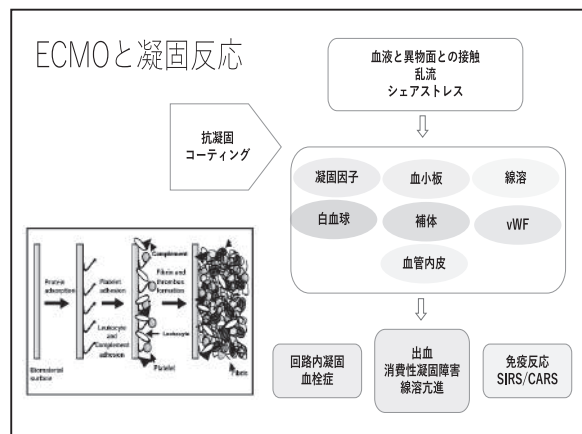 ECMOと凝固反応
血液と異物面との接触
乱流
シェアストレス
抗凝固
コーティング
凝固因子
血小板
線溶
白血球
補体
vWF
血管内皮
Protein
adsorption
Platelet
adhesion
Leukocyte
and
Complement
adhesion
Complement
Fibrin and
thrombus
formation
Leukocyte
Platelet
Fibrin
Biomaterial
surface
回路内凝固
血栓症
出血
消費性凝固障害
線溶亢進
免疫反応
SIRS/CARS